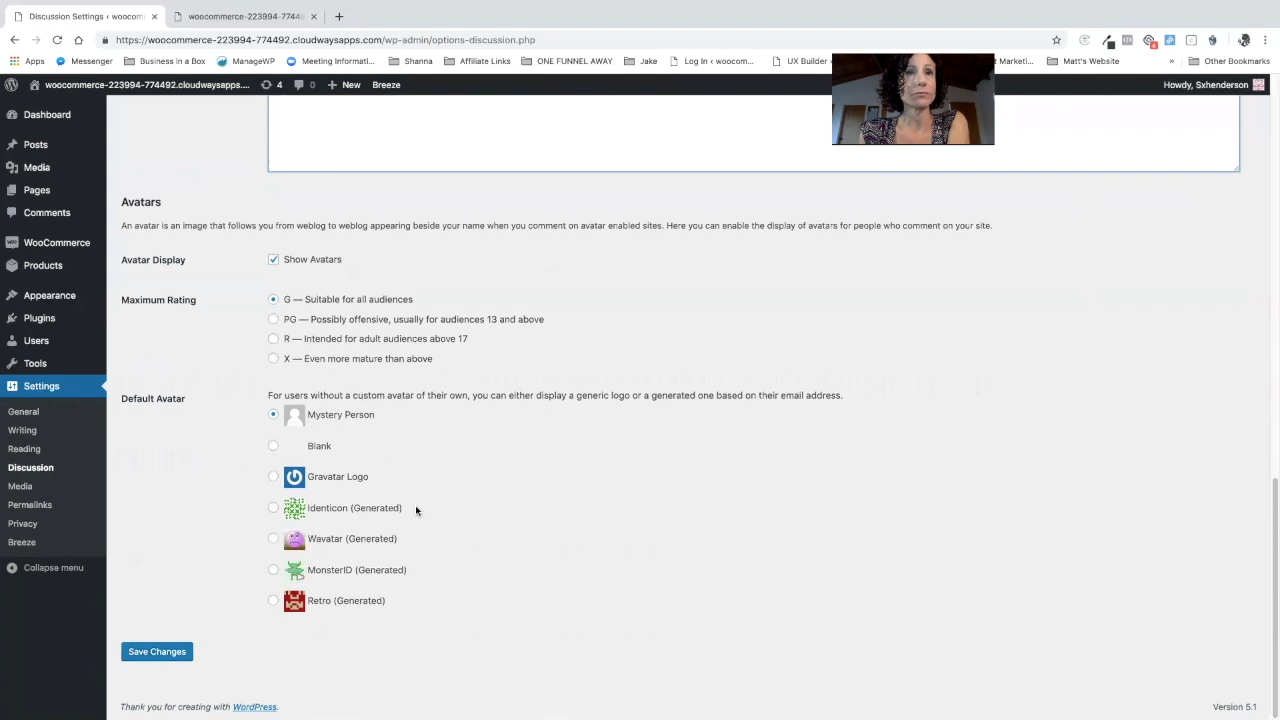 Discussion Settings ‹ woocom
woocommerce-223994-7744
https://woocommerce-223994-774492.cloudwaysapps.com/wp-admin/options-discussion.php
Apps
Messenger
Business in a Box
ManageWP
Meeting Informati...
Shanna
Affiliate Links
ONE FUNNEL AWAY
Jake
Log In ‹ woocom...
UX Builder
Marketi...
Matt's Website
»
Other Bookmarks
woocommerce-223994-774492.cloudwaysapps....
4
0
New
Breeze
Howdy, Sxhenderson
Dashboard
Posts
Media
Pages
Comments
WooCommerce
Products
Appearance
Plugins
Users
Tools
Settings
General
Writing
Reading
Discussion
Media
Permalinks
Privacy
Breeze
Collapse menu
Avatars
An avatar is an image that follows you from weblog to weblog appearing beside your name when you comment on avatar enabled sites. Here you can enable the display of avatars for people who comment on your site.
Avatar Display
Show Avatars
Maximum Rating
G — Suitable for all audiences
PG — Possibly offensive, usually for audiences 13 and above
R — Intended for adult audiences above 17
X — Even more mature than above
Default Avatar
For users without a custom avatar of their own, you can either display a generic logo or a generated one based on their email address.
Mystery Person
Blank
Gravatar Logo
Identicon (Generated)
Wavatar (Generated)
MonsterID (Generated)
Retro (Generated)
Save Changes
Thank you for creating with WordPress.
Version 5.1